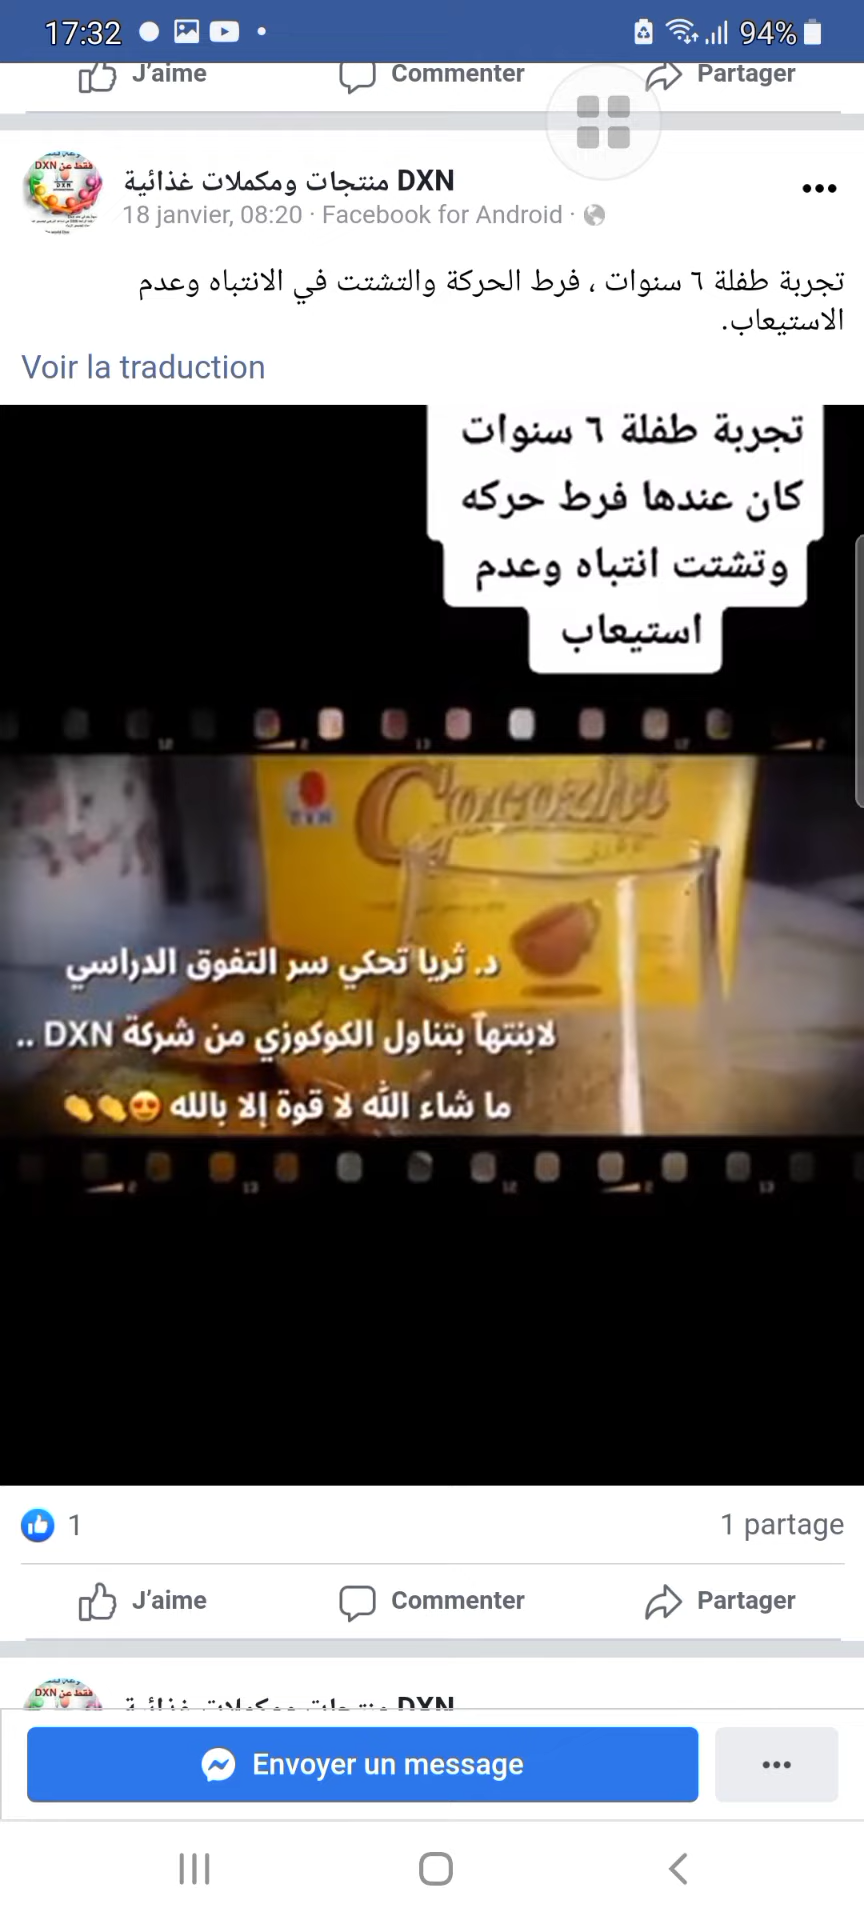 17:32
94%
J'aime Commenter Partager
DXN منتجات ومكملات غذائية
18 janvier, 08:20 · Facebook for Android ·
تجربة طفلة ٦ سنوات ، فرط الحركة والتشتت في الانتباه وعدم
الاستيعاب.
Voir la traduction
تجربة طفلة ٦ سنوات
كان عندها فرط حركه
وتشتت انتباه وعدم
استيعاب
DXN
Cocozhi
د. ثريا تحكي سر التفوق الدراسي
لابنتهاً بتناول الكوكوزي من شركة DXN ..
ما شاء الله لا قوة إلا بالله 😍👏👏
1
1 partage
J'aime Commenter Partager
DXN منتجات ومكملات غذائية
Envoyer un message